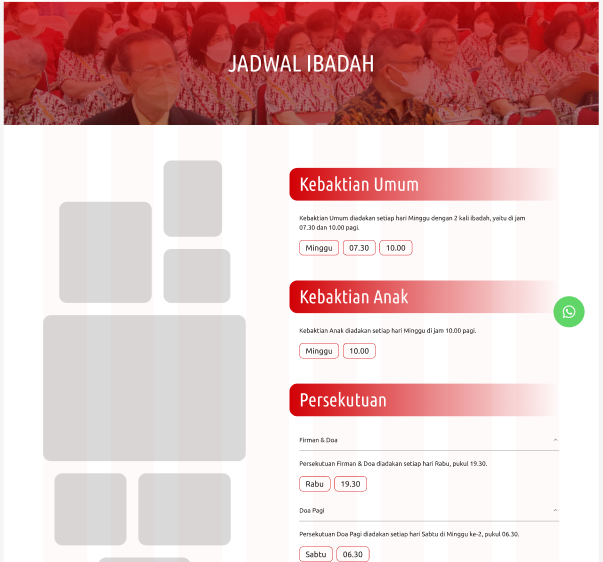 JADWAL IBADAH
Kebaktian Umum
Kebaktian Umum diadakan setiap hari Minggu dengan 2 kali ibadah, yaitu di jam
07.30 dan 10.00 pagi.
Minggu 07.30 10.00
Kebaktian Anak
Kebaktian Anak diadakan setiap hari Minggu di jam 10.00 pagi.
Minggu 10.00
Persekutuan
Firman & Doa
Persekutuan Firman & Doa diadakan setiap hari Rabu, pukul 19.30.
Rabu 19.30
Doa Pagi
Persekutuan Doa Pagi diadakan setiap hari Sabtu di Minggu ke-2, pukul 06.30.
Sabtu 06.30